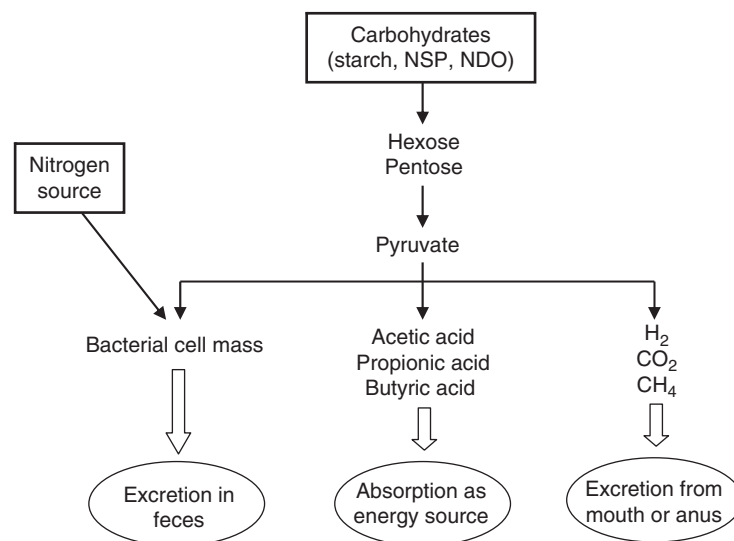 Carbohydrates
(starch, NSP, NDO)
Hexose
Pentose
Nitrogen
source
Pyruvate
Bacterial cell mass
Acetic acid
Propionic acid
Butyric acid
H₂
CO₂
CH₄
Excretion in
feces
Absorption as
energy source
Excretion from
mouth or anus